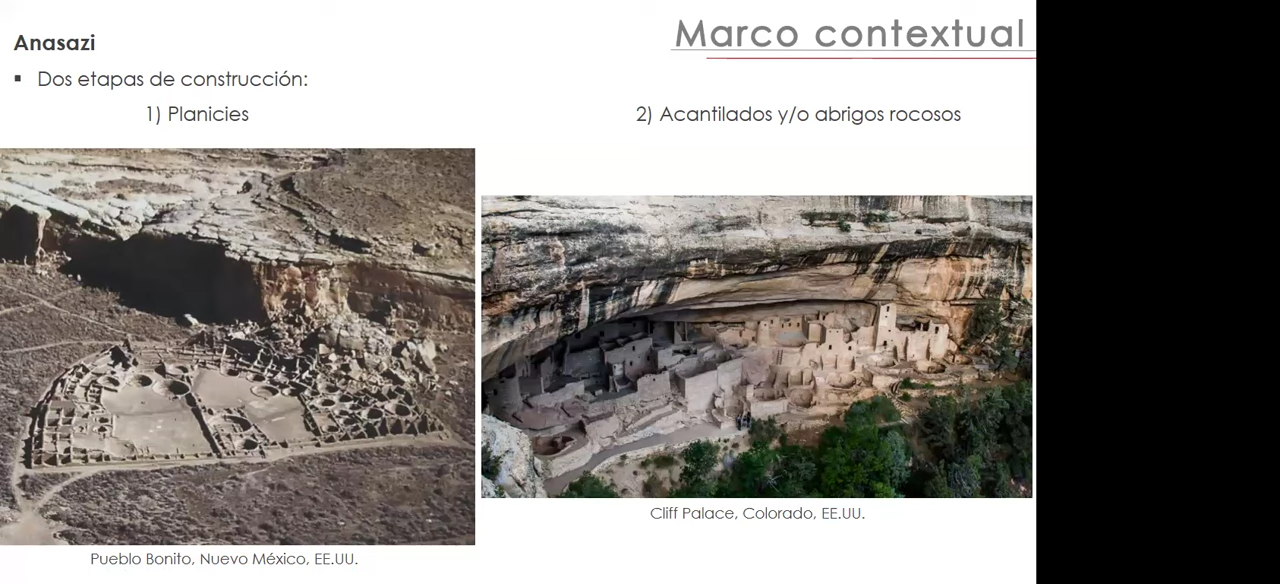 Marco contextual
Anasazi
▪ Dos etapas de construcción:
1) Planicies
2) Acantilados y/o abrigos rocosos
Cliff Palace, Colorado, EE.UU.
Pueblo Bonito, Nuevo México, EE.UU.